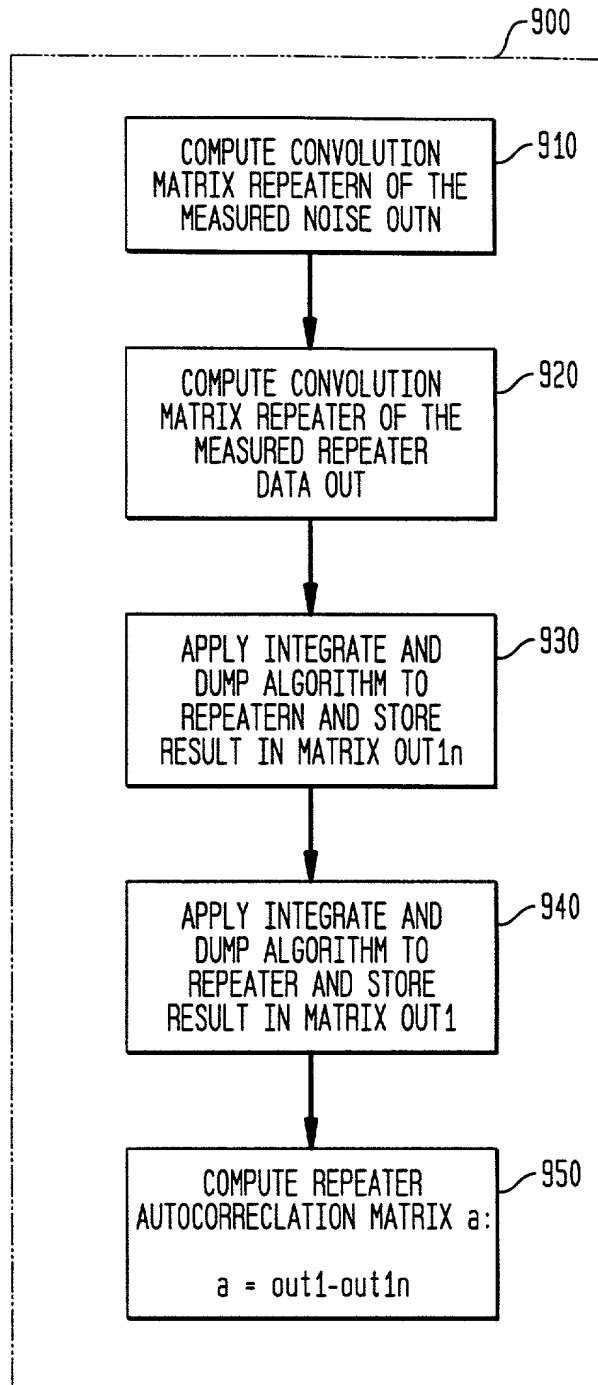 900
COMPUTE CONVOLUTION
MATRIX REPEATERN OF THE
MEASURED NOISE OUTN
910
COMPUTE CONVOLUTION
MATRIX REPEATER OF THE
MEASURED REPEATER
DATA OUT
920
APPLY INTEGRATE AND
DUMP ALGORITHM TO
REPEATERN AND STORE
RESULT IN MATRIX OUT1n
930
APPLY INTEGRATE AND
DUMP ALGORITHM TO
REPEATER AND STORE
RESULT IN MATRIX OUT1
940
COMPUTE REPEATER
AUTOCORRECLATION MATRIX a:
a = out1-out1n
950